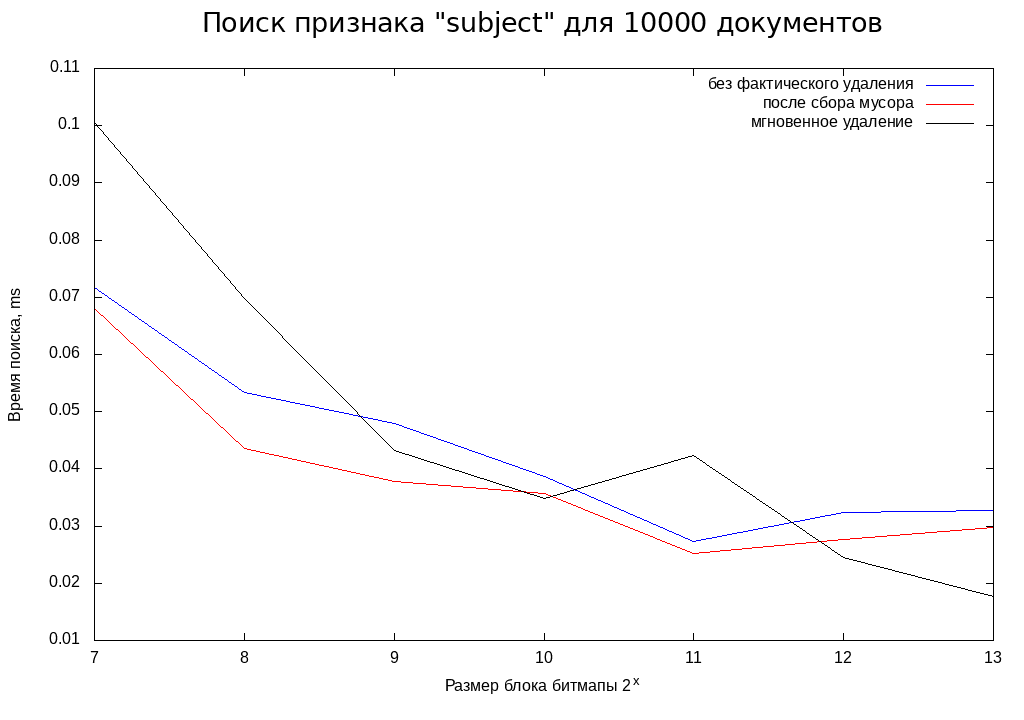 Поиск признака "subject" для 10000 документов
0.11
0.1
0.09
0.08
0.07
0.06
0.05
0.04
0.03
0.02
0.01
7 8 9 10 11 12 13
Время поиска, ms
Размер блока битмапы 2^x
без фактического удаления
после сбора мусора
мгновенное удаление